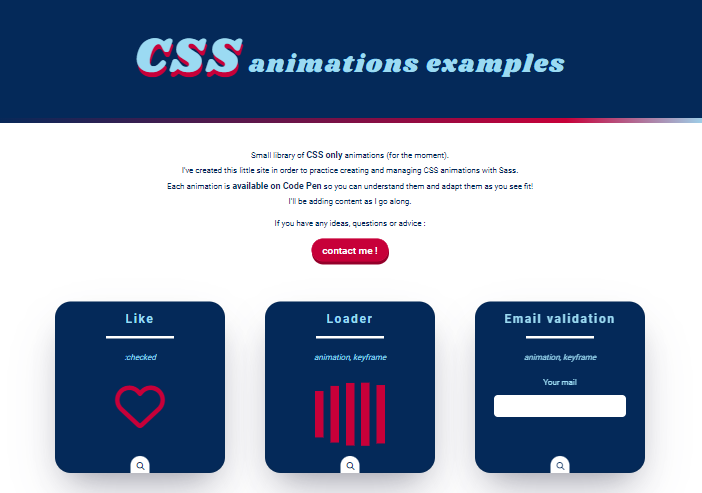 CSS animations examples
Small library of CSS only animations (for the moment).
I've created this little site in order to practice creating and managing CSS animations with Sass.
Each animation is available on Code Pen so you can understand them and adapt them as you see fit!
I'll be adding content as I go along.
If you have any ideas, questions or advice :
contact me !
Like
:checked
Loader
animation, keyframe
Email validation
animation, keyframe
Your mail